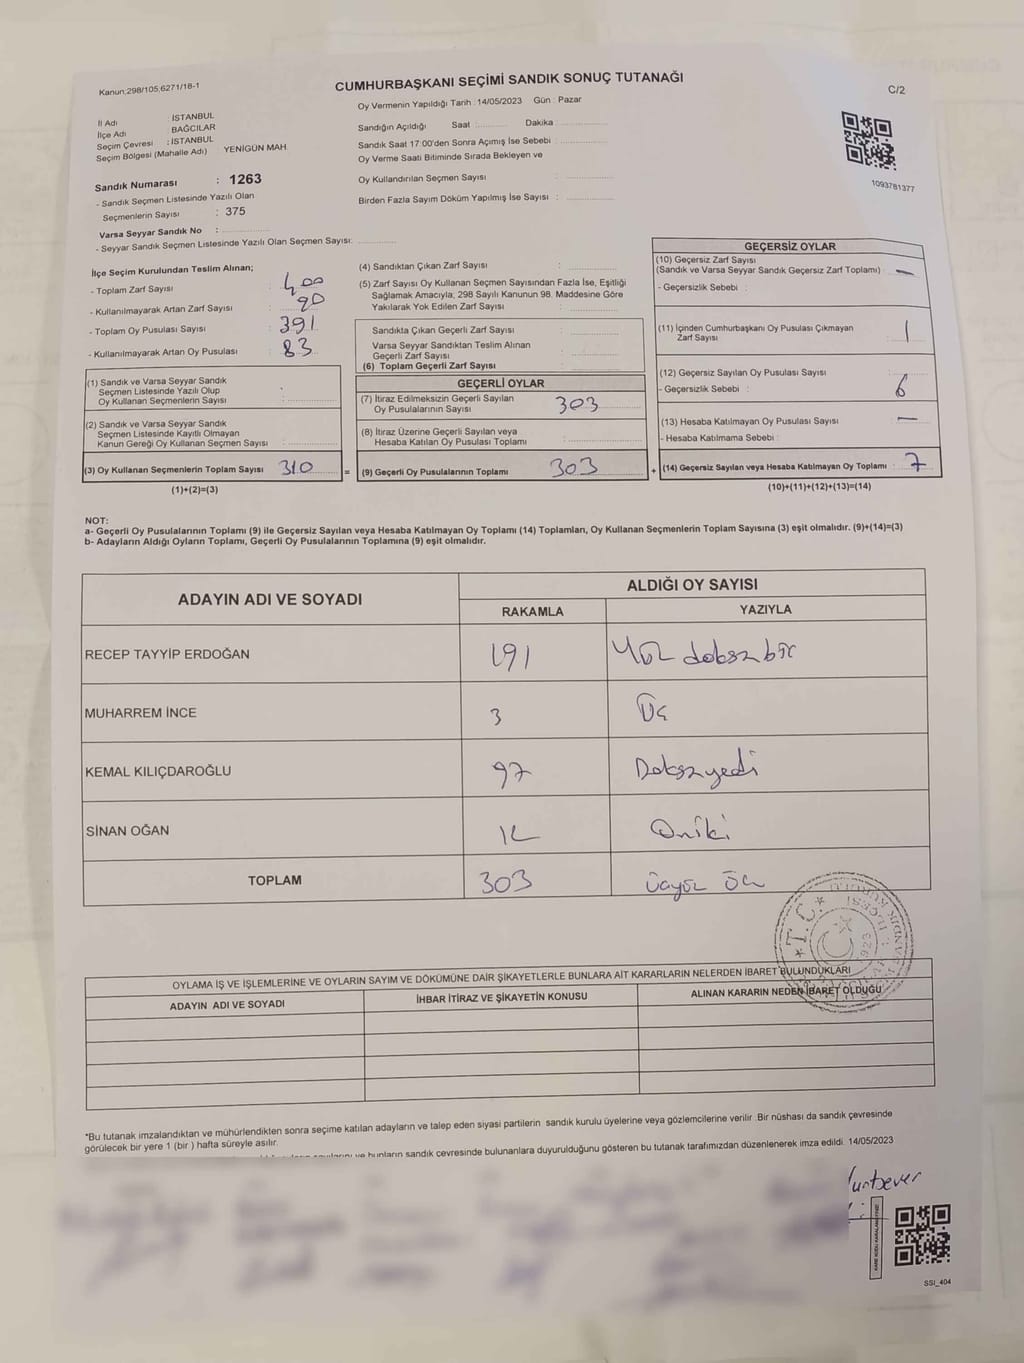 Kanun:298/105,6271/18-1
CUMHURBAŞKANI SEÇİMİ SANDIK SONUÇ TUTANAĞI
C/2
İl Adı : İSTANBUL
İlçe Adı : BAĞCILAR
Seçim Çevresi : İSTANBUL
Seçim Bölgesi (Mahalle Adı) : YENİGÜN MAH.
Sandık Numarası : 1263
- Sandık Seçmen Listesinde Yazılı Olan
Seçmenlerin Sayısı : 375
Varsa Seyyar Sandık No :
- Seyyar Sandık Seçmen Listesinde Yazılı Olan Seçmen Sayısı:
Oy Vermenin Yapıldığı Tarih : 14/05/2023 Gün : Pazar
Sandığın Açıldığı Saat : Dakika :
Sandık Saat 17:00'den Sonra Açımış İse Sebebi :
Oy Verme Saati Bitiminde Sırada Bekleyen ve
Oy Kullandırılan Seçmen Sayısı :
Birden Fazla Sayım Döküm Yapılmış İse Sayısı :
1093781377
İlçe Seçim Kurulundan Teslim Alınan;
- Toplam Zarf Sayısı : 400
- Kullanılmayarak Artan Zarf Sayısı : 90
- Toplam Oy Pusulası Sayısı : 391
- Kullanılmayarak Artan Oy Pusulası : 83
(1) Sandık ve Varsa Seyyar Sandık
Seçmen Listesinde Yazılı Olup
Oy Kullanan Seçmenlerin Sayısı :
(2) Sandık ve Varsa Seyyar Sandık
Seçmen Listesinde Kayıtlı Olmayan
Kanun Gereği Oy Kullanan Seçmen Sayısı :
(3) Oy Kullanan Seçmenlerin Toplam Sayısı : 310 =
(1)+(2)=(3)
(4) Sandıktan Çıkan Zarf Sayısı :
(5) Zarf Sayısı Oy Kullanan Seçmen Sayısından Fazla İse, Eşitliği
Sağlamak Amacıyla, 298 Sayılı Kanunun 98. Maddesine Göre
Yakılarak Yok Edilen Zarf Sayısı :
Sandıkta Çıkan Geçerli Zarf Sayısı :
Varsa Seyyar Sandıktan Teslim Alınan
Geçerli Zarf Sayısı :
(6) Toplam Geçerli Zarf Sayısı :
GEÇERLİ OYLAR
(7) İtiraz Edilmeksizin Geçerli Sayılan
Oy Pusulalarının Sayısı : 303
(8) İtiraz Üzerine Geçerli Sayılan veya
Hesaba Katılan Oy Pusulası Toplamı :
(9) Geçerli Oy Pusulalarının Toplamı : 303 +
GEÇERSİZ OYLAR
(10) Geçersiz Zarf Sayısı
(Sandık ve Varsa Seyyar Sandık Geçersiz Zarf Toplamı) : —
- Geçersizlik Sebebi :
(11) İçinden Cumhurbaşkanı Oy Pusulası Çıkmayan
Zarf Sayısı : 1
(12) Geçersiz Sayılan Oy Pusulası Sayısı :
- Geçersizlik Sebebi : 6
(13) Hesaba Katılmayan Oy Pusulası Sayısı : —
- Hesaba Katılmama Sebebi :
(14) Geçersiz Sayılan veya Hesaba Katılmayan Oy Toplamı : 7
(10)+(11)+(12)+(13)=(14)
NOT:
a- Geçerli Oy Pusulalarının Toplamı (9) ile Geçersiz Sayılan veya Hesaba Katılmayan Oy Toplamı (14) Toplamları, Oy Kullanan Seçmenlerin Toplam Sayısına (3) eşit olmalıdır. (9)+(14)=(3)
b- Adayların Aldığı Oyların Toplamı, Geçerli Oy Pusulalarının Toplamına (9) eşit olmalıdır.
ADAYIN ADI VE SOYADI
ALDIĞI OY SAYISI
RAKAMLA YAZIYLA
RECEP TAYYİP ERDOĞAN 191 Yüz doksan bir
MUHARREM İNCE 3 Üç
KEMAL KILIÇDAROĞLU 97 Doksanyedi
SİNAN OĞAN 12 Oniki
TOPLAM 303 Üçyüz Üç
T.C.
OYLAMA İŞ VE İŞLEMLERİNE VE OYLARIN SAYIM VE DÖKÜMÜNE DAİR ŞİKAYETLERLE BUNLARA AİT KARARLARIN NELERDEN İBARET BULUNDUKLARI
ADAYIN ADI VE SOYADI İHBAR İTİRAZ VE ŞİKAYETİN KONUSU ALINAN KARARIN NEDEN İBARET OLDUĞU
*Bu tutanak imzalandıktan ve mühürlendikten sonra seçime katılan adayların ve talep eden siyasi partilerin sandık kurulu üyelerine veya gözlemcilerine verilir. Bir nüshası da sandık çevresinde
görülecek bir yere 1 (bir ) hafta süreyle asılır.
ve bunların sandık çevresinde bulunanlara duyurulduğunu gösteren bu tutanak tarafımızdan düzenlenerek imza edildi. 14/05/2023
SSI_404